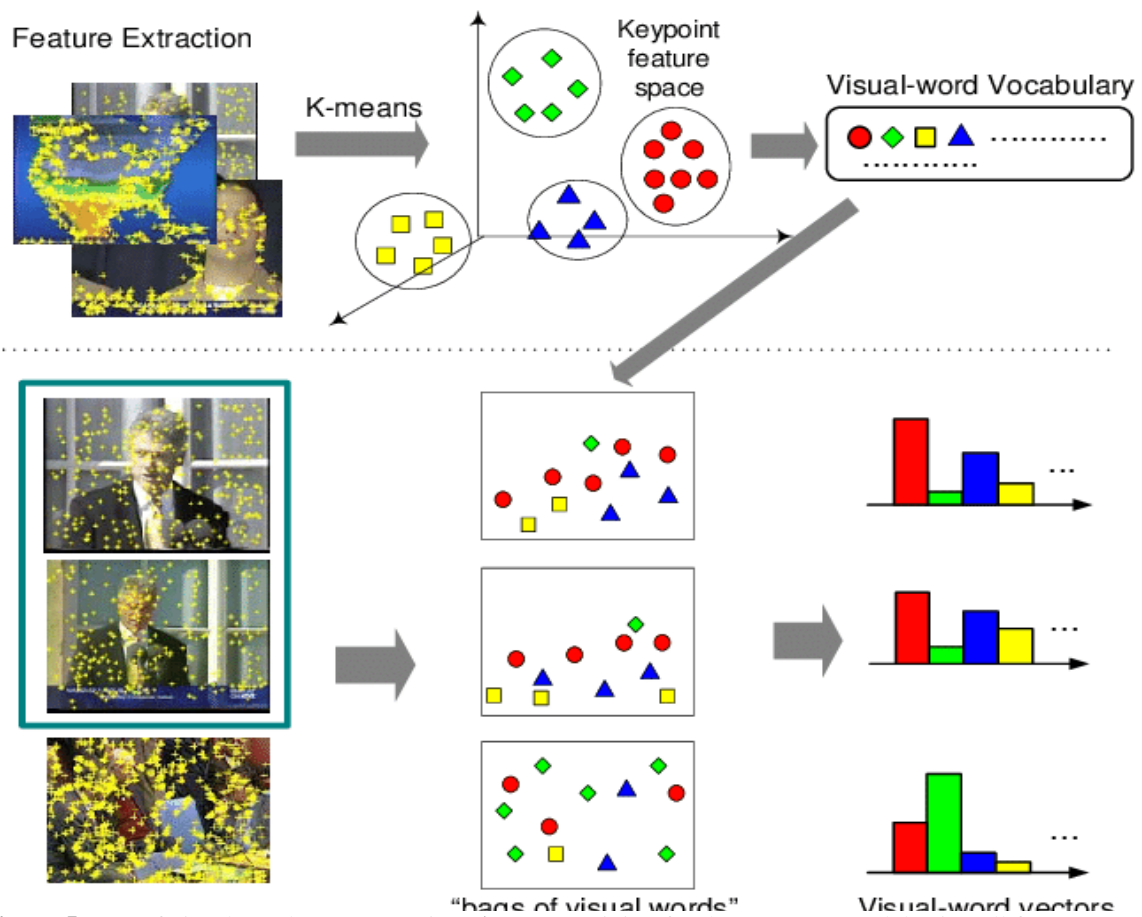 Feature Extraction
K-means
Keypoint
feature
space
Visual-word Vocabulary
..............
..............
...
...
...
"bags of visual words"
Visual-word vectors